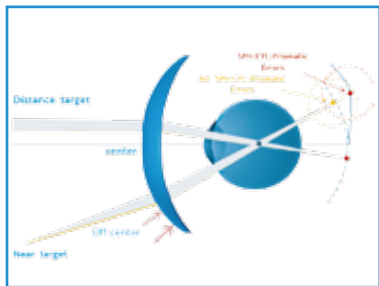 SPH/CYL/Prismatic
Errors
No SPH/CYL/Prismatic
Errors
Distance target
center
Off-center
Near target